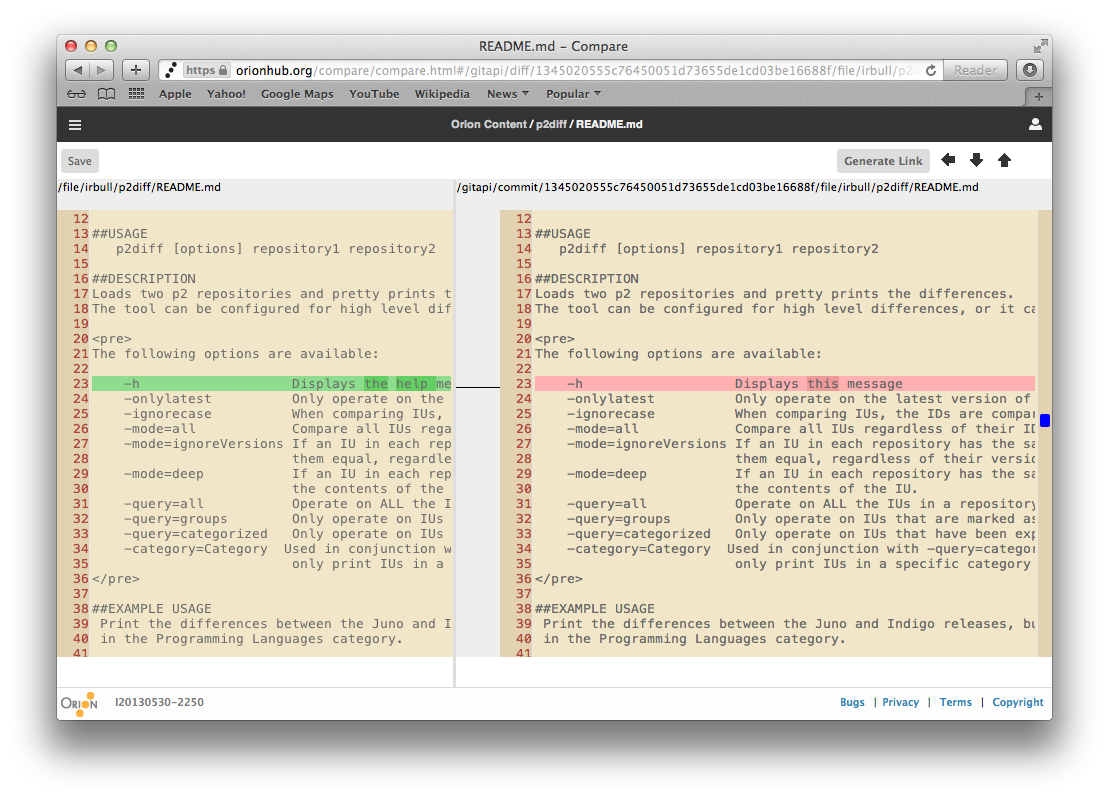 README.md – Compare
https orionhub.org/compare/compare.html#/gitapi/diff/1345020555c76450051d73655de1cd03be16688f/file/irbull/p2 Reader
Apple Yahoo! Google Maps YouTube Wikipedia News Popular
Orion Content / p2diff / README.md
Save Generate Link
/file/irbull/p2diff/README.md
12
13 ##USAGE
14 p2diff [options] repository1 repository2
15
16 ##DESCRIPTION
17 Loads two p2 repositories and pretty prints t
18 The tool can be configured for high level dif
19
20 <pre>
21 The following options are available:
22
23 -h Displays the help me
24 -onlylatest Only operate on the
25 -ignorecase When comparing IUs,
26 -mode=all Compare all IUs rega
27 -mode=ignoreVersions If an IU in each rep
28 them equal, regardle
29 -mode=deep If an IU in each rep
30 the contents of the
31 -query=all Operate on ALL the I
32 -query=groups Only operate on IUs
33 -query=categorized Only operate on IUs
34 -category=Category Used in conjunction w
35 only print IUs in a
36 </pre>
37
38 ##EXAMPLE USAGE
39 Print the differences between the Juno and I
40 in the Programming Languages category.
41
/gitapi/commit/1345020555c76450051d73655de1cd03be16688f/file/irbull/p2diff/README.md
12
13 ##USAGE
14 p2diff [options] repository1 repository2
15
16 ##DESCRIPTION
17 Loads two p2 repositories and pretty prints the differences.
18 The tool can be configured for high level differences, or it ca
19
20 <pre>
21 The following options are available:
22
23 -h Displays this message
24 -onlylatest Only operate on the latest version of
25 -ignorecase When comparing IUs, the IDs are compar
26 -mode=all Compare all IUs regardless of their ID
27 -mode=ignoreVersions If an IU in each repository has the sa
28 them equal, regardless of their versio
29 -mode=deep If an IU in each repository has the sa
30 the contents of the IU.
31 -query=all Operate on ALL the IUs in a repository
32 -query=groups Only operate on IUs that are marked as
33 -query=categorized Only operate on IUs that have been exp
34 -category=Category Used in conjunction with -query=categor
35 only print IUs in a specific category
36 </pre>
37
38 ##EXAMPLE USAGE
39 Print the differences between the Juno and Indigo releases, bu
40 in the Programming Languages category.
41
ORION I20130530-2250 Bugs | Privacy | Terms | Copyright